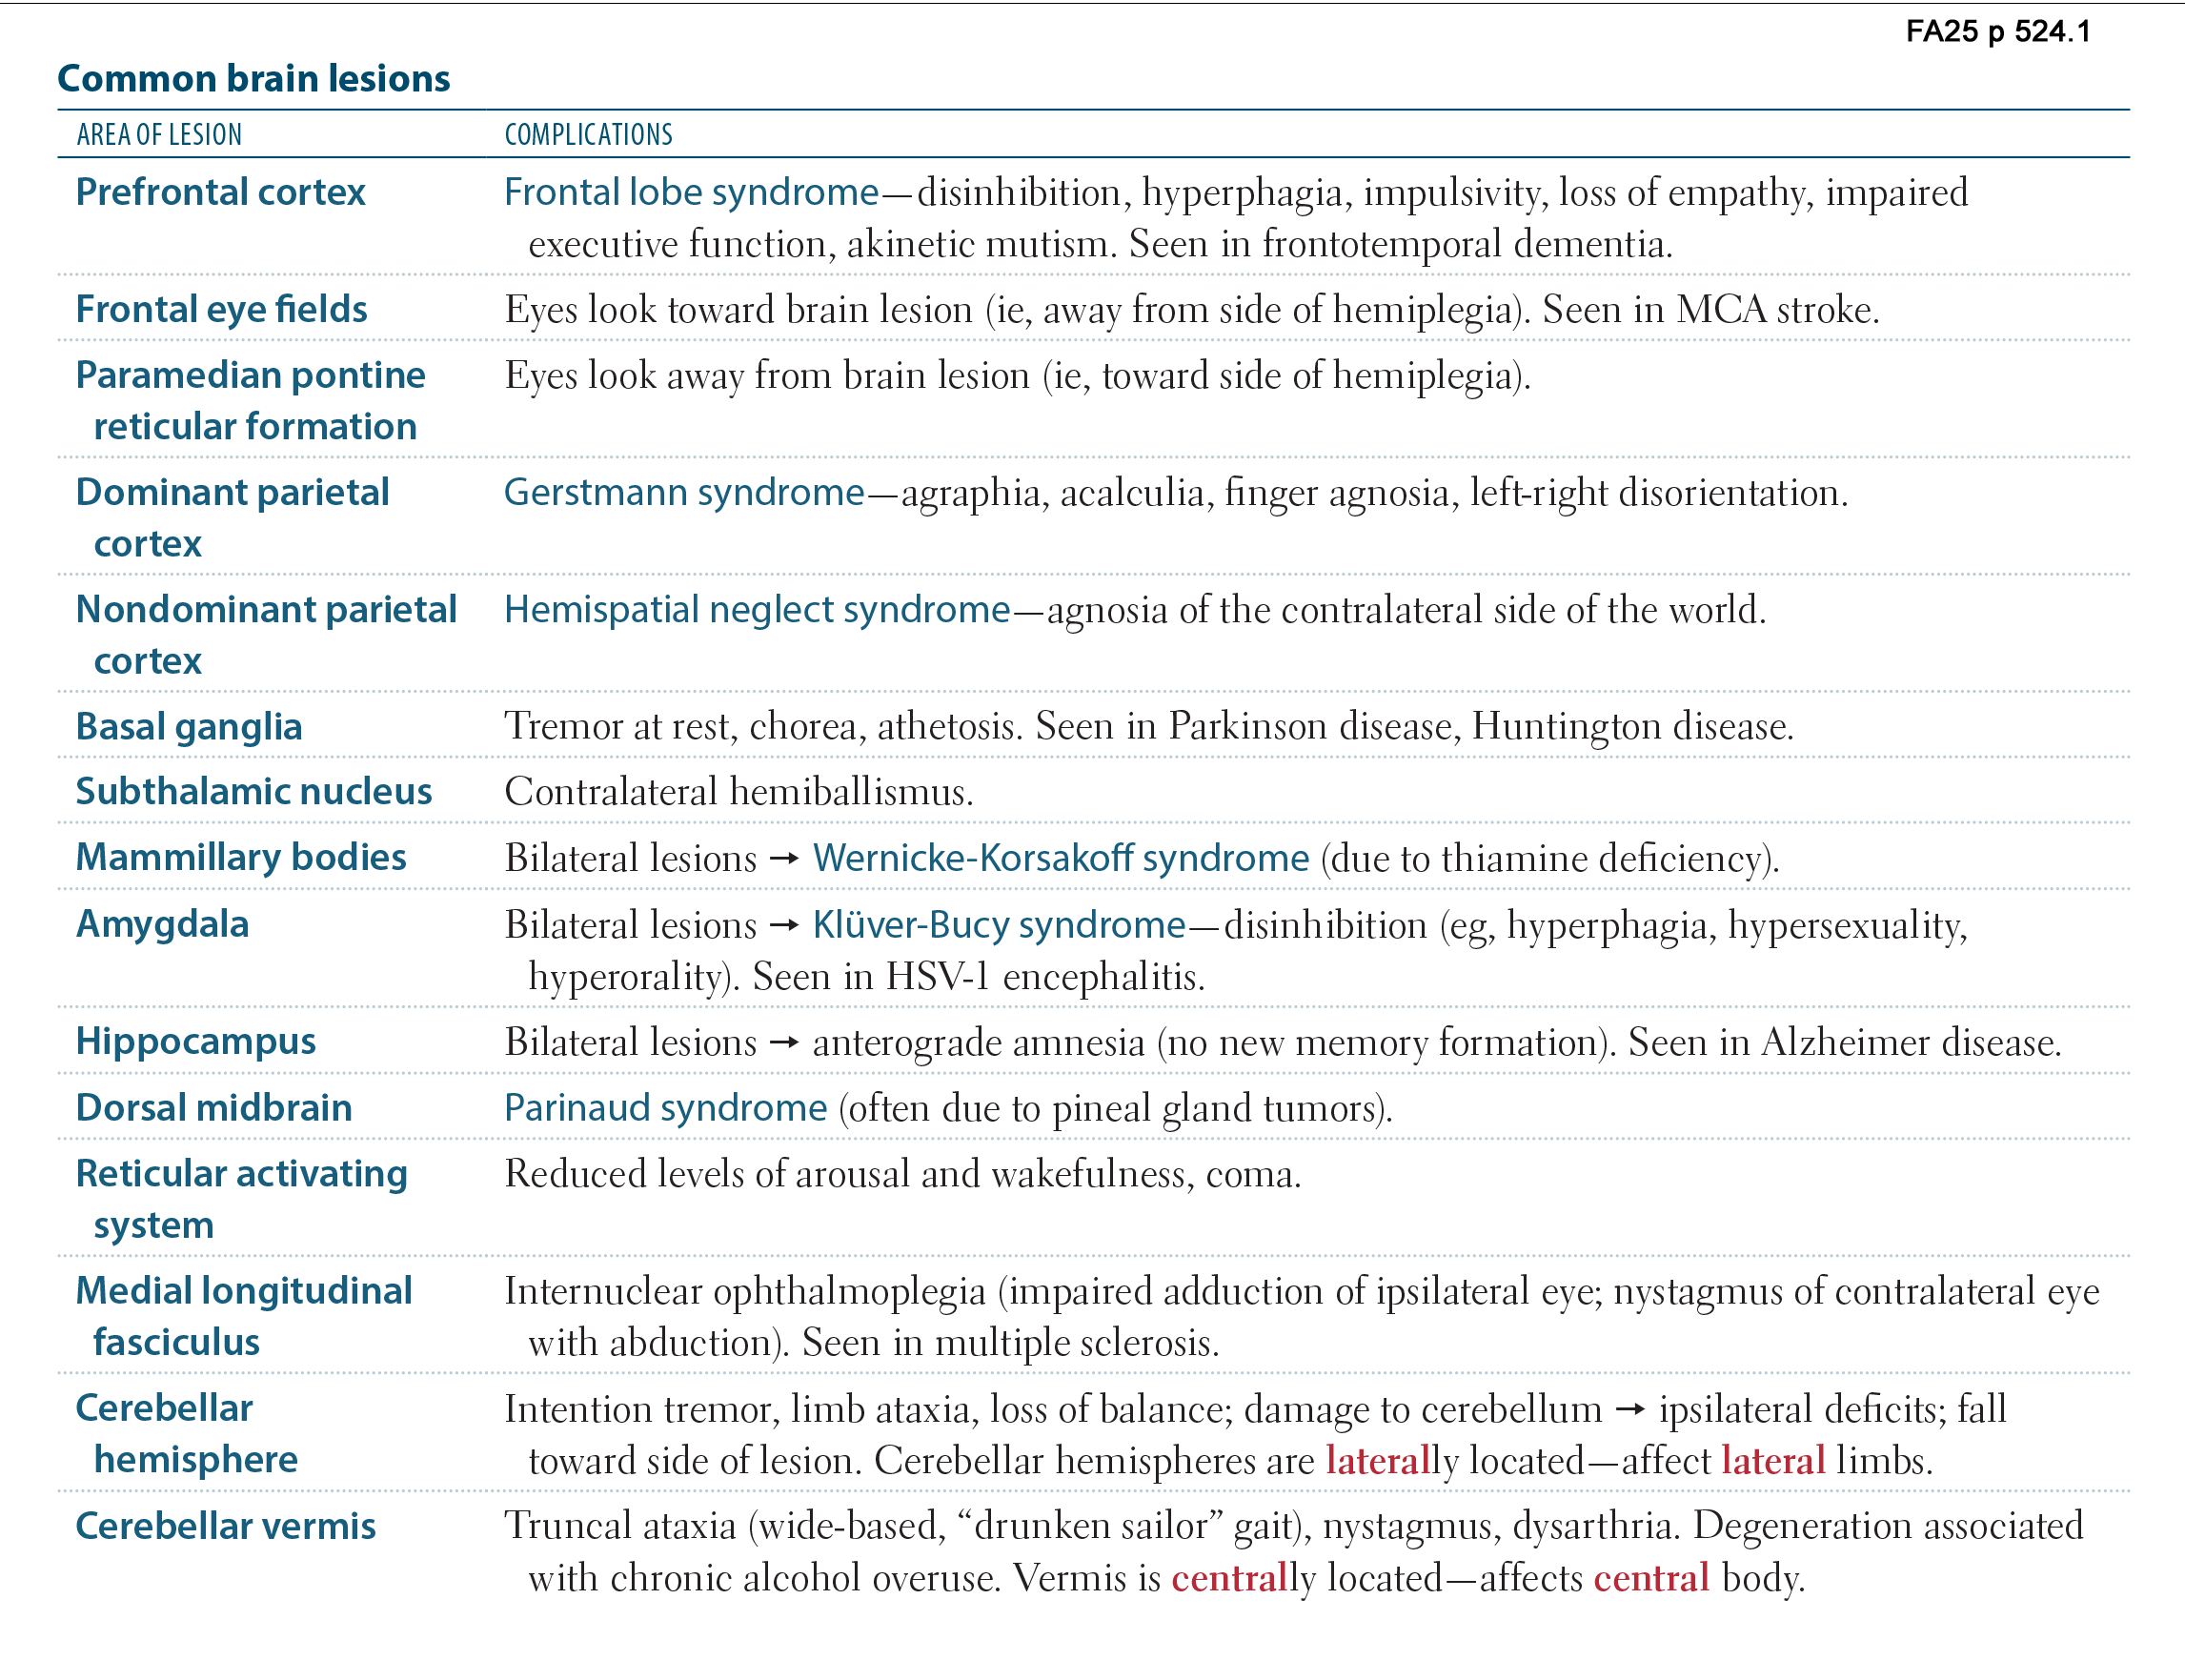 FA25 p 524.1
Common brain lesions
AREA OF LESION COMPLICATIONS
Prefrontal cortex Frontal lobe syndrome—disinhibition, hyperphagia, impulsivity, loss of empathy, impaired
executive function, akinetic mutism. Seen in frontotemporal dementia.
Frontal eye fields Eyes look toward brain lesion (ie, away from side of hemiplegia). Seen in MCA stroke.
Paramedian pontine Eyes look away from brain lesion (ie, toward side of hemiplegia).
reticular formation
Dominant parietal Gerstmann syndrome—agraphia, acalculia, finger agnosia, left-right disorientation.
cortex
Nondominant parietal Hemispatial neglect syndrome—agnosia of the contralateral side of the world.
cortex
Basal ganglia Tremor at rest, chorea, athetosis. Seen in Parkinson disease, Huntington disease.
Subthalamic nucleus Contralateral hemiballismus.
Mammillary bodies Bilateral lesions → Wernicke-Korsakoff syndrome (due to thiamine deficiency).
Amygdala Bilateral lesions → Klüver-Bucy syndrome—disinhibition (eg, hyperphagia, hypersexuality,
hyperorality). Seen in HSV-1 encephalitis.
Hippocampus Bilateral lesions → anterograde amnesia (no new memory formation). Seen in Alzheimer disease.
Dorsal midbrain Parinaud syndrome (often due to pineal gland tumors).
Reticular activating Reduced levels of arousal and wakefulness, coma.
system
Medial longitudinal Internuclear ophthalmoplegia (impaired adduction of ipsilateral eye; nystagmus of contralateral eye
fasciculus with abduction). Seen in multiple sclerosis.
Cerebellar Intention tremor, limb ataxia, loss of balance; damage to cerebellum → ipsilateral deficits; fall
hemisphere toward side of lesion. Cerebellar hemispheres are laterally located—affect lateral limbs.
Cerebellar vermis Truncal ataxia (wide-based, “drunken sailor” gait), nystagmus, dysarthria. Degeneration associated
with chronic alcohol overuse. Vermis is centrally located—affects central body.